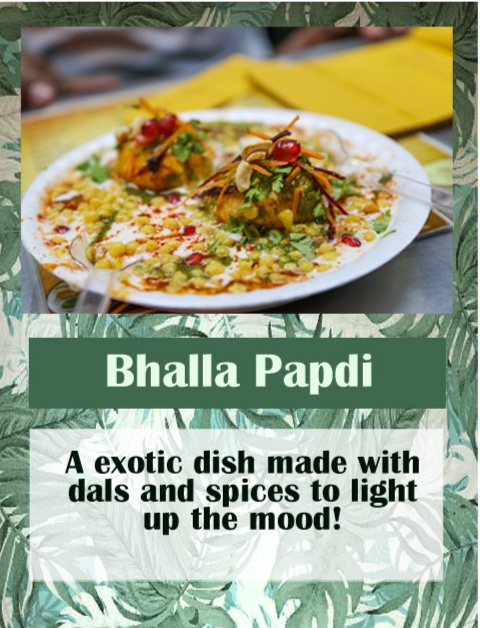 Bhalla Papdi
A exotic dish made with
dals and spices to light
up the mood!